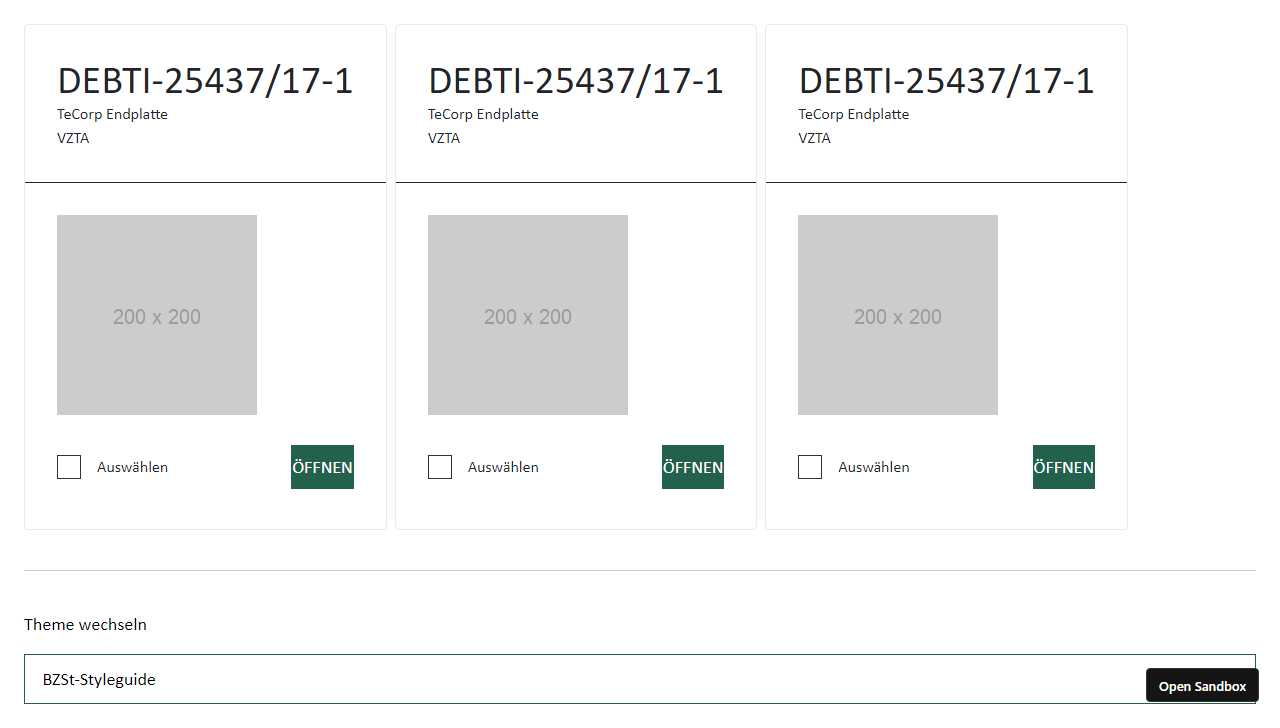 DEBTI-25437/17-1
TeCorp Endplatte
VZTA
200 x 200
Auswählen
ÖFFNEN
DEBTI-25437/17-1
TeCorp Endplatte
VZTA
200 x 200
Auswählen
ÖFFNEN
DEBTI-25437/17-1
TeCorp Endplatte
VZTA
200 x 200
Auswählen
ÖFFNEN
Theme wechseln
BZSt-Styleguide
Open Sandbox